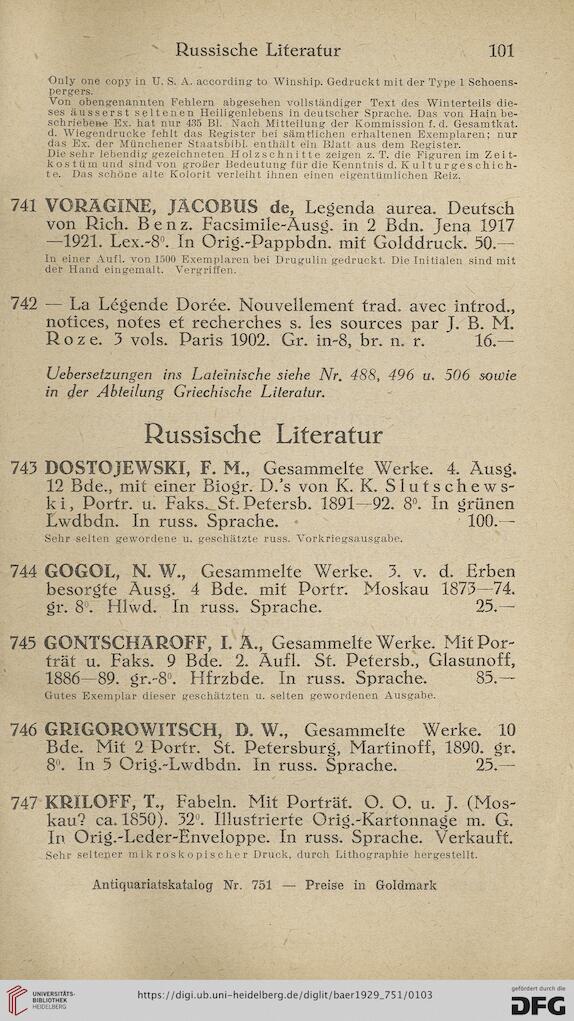 Russische Literatur 101
Only one copy in U. S. A. according to Winship. Gedruckt mit der Type 1 Schoens-
pergers.
Von obengenannten Fehlern abgesehen vollständiger Text des Winterteils die-
ses äusserst seltenen Heiligenlebens in deutscher Sprache. Das von Hain be-
schriebene Ex. hat nur 435 Bl. Nach Mitteilung der Kommission f. d. Gesamtkat.
d. Wiegendrucke fehlt das Register bei sämtlichen erhaltenen Exemplaren; nur
das Ex. der Münchener Staatsbibl. enthält ein Blatt aus dem Register.
Die sehr lebendig gezeichneten Holzschnitte zeigen z. T. die Figuren im Zeit-
kostüm und sind von großer Bedeutung für die Kenntnis d. Kulturgeschich-
te. Das schöne alte Kolorit verleiht ihnen einen eigentümlichen Reiz.
741 VORAGINE, JACOBUS de, Legenda aurea. Deutsch
von Rich. Benz. Facsimile-Ausg. in 2 Bdn. Jena 1917
—1921. Lex.-8⁰. In Orig.-Pappbdn. mit Golddruck. 50.—
In einer Aufl. von 1500 Exemplaren bei Drugulin gedruckt. Die Initialen sind mit
der Hand eingemalt. Vergriffen.
742 — La Légende Dorée. Nouvellement trad. avec introd.,
notices, notes et recherches s. les sources par J. B. M.
Roze. 3 vols. Paris 1902. Gr. in-8, br. n. r. 16.—
Uebersetzungen ins Lateinische siehe Nr. 488, 496 u. 506 sowie
in der Abteilung Griechische Literatur.
Russische Literatur
743 DOSTOJEWSKI, F. M., Gesammelte Werke. 4. Ausg.
12 Bde., mit einer Biogr. D.'s von K. K. Slutschews-
ki, Portr. u. Faks. St. Petersb. 1891—92. 8⁰. In grünen
Lwdbdn. In russ. Sprache. 100.—
Sehr selten gewordene u. geschätzte russ. Vorkriegsausgabe.
744 GOGOL, N. W., Gesammelte Werke. 3. v. d. Erben
besorgte Ausg. 4 Bde. mit Portr. Moskau 1873—74.
gr. 8⁰. Hlwd. In russ. Sprache. 25.—
745 GONTSCHAROFF, I. A., Gesammelte Werke. Mit Por-
trät u. Faks. 9 Bde. 2. Aufl. St. Petersb., Glasunoff,
1886—89. gr.-8⁰. Hfrzbde. In russ. Sprache. 85.—
Gutes Exemplar dieser geschätzten u. selten gewordenen Ausgabe.
746 GRIGOROWITSCH, D. W., Gesammelte Werke. 10
Bde. Mit 2 Portr. St. Petersburg, Martinoff, 1890. gr.
8⁰. In 5 Orig.-Lwdbdn. In russ. Sprache. 25.—
747 KRILOFF, T., Fabeln. Mit Porträt. O. O. u. J. (Mos-
kau? ca. 1850). 32⁰. Illustrierte Orig.-Kartonnage m. G.
In Orig.-Leder-Enveloppe. In russ. Sprache. Verkauft.
Sehr seltener mikroskopischer Druck, durch Lithographie hergestellt.
Antiquariatskatalog Nr. 751 — Preise in Goldmark
UNIVERSITÄTS-
BIBLIOTHEK
HEIDELBERG
https://digi.ub.uni-heidelberg.de/diglit/baer1929_751/0103
gefördert durch die
DFG